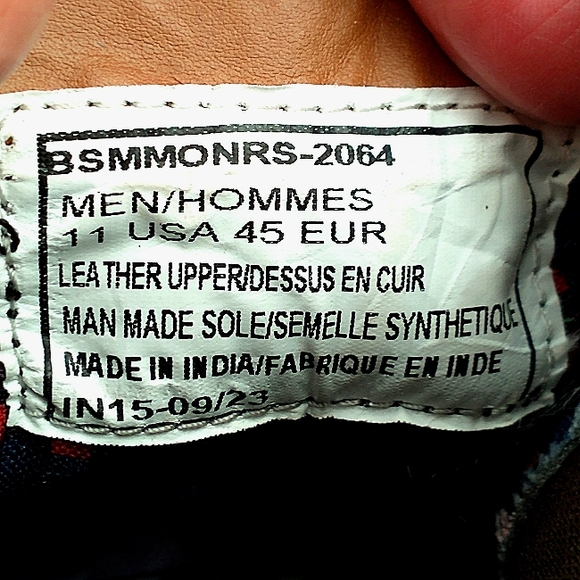 BSMMONRS-2064
MEN/HOMMES
11 USA 45 EUR
LEATHER UPPER/DESSUS EN CUIR
MAN MADE SOLE/SEMELLE SYNTHETIQUE
MADE IN INDIA/FABRIQUE EN INDE
IN15-09/23